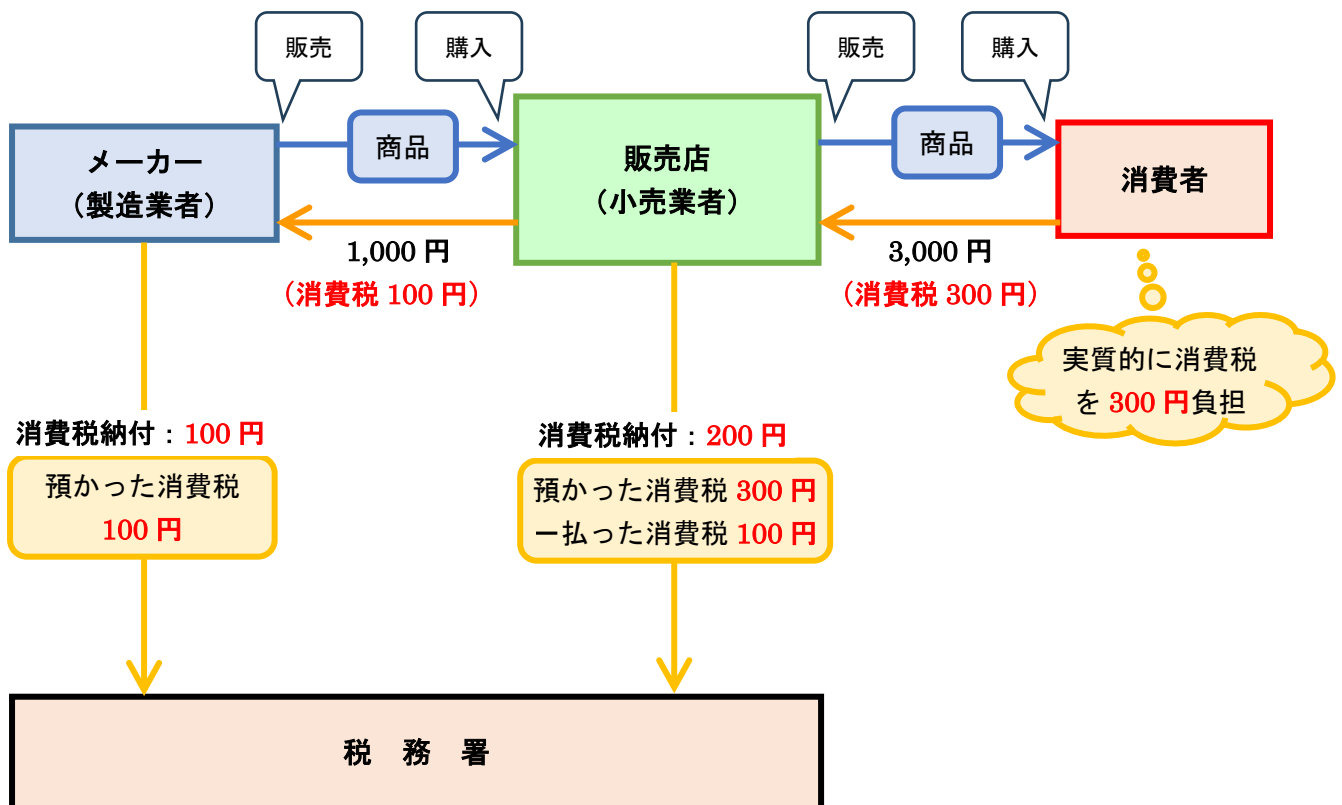 販売
購入
販売
購入
メーカー
（製造業者）
商品
販売店
（小売業者）
商品
消費者
1,000 円
（消費税 100 円）
3,000 円
（消費税 300 円）
実質的に消費税
を 300 円負担
消費税納付：100 円
預かった消費税
100 円
消費税納付：200 円
預かった消費税 300 円
ー払った消費税 100 円
税　務　署